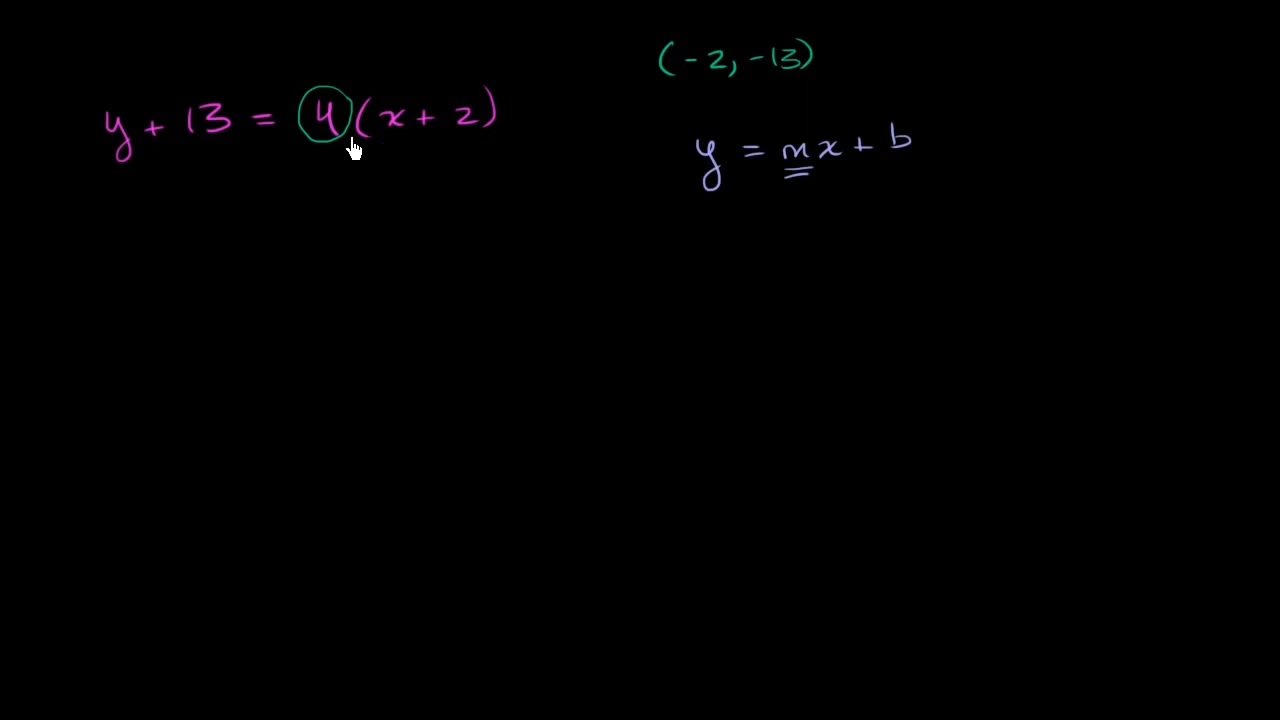 (-2, -13)
y + 13 = 4(x + 2)
y = mx + b